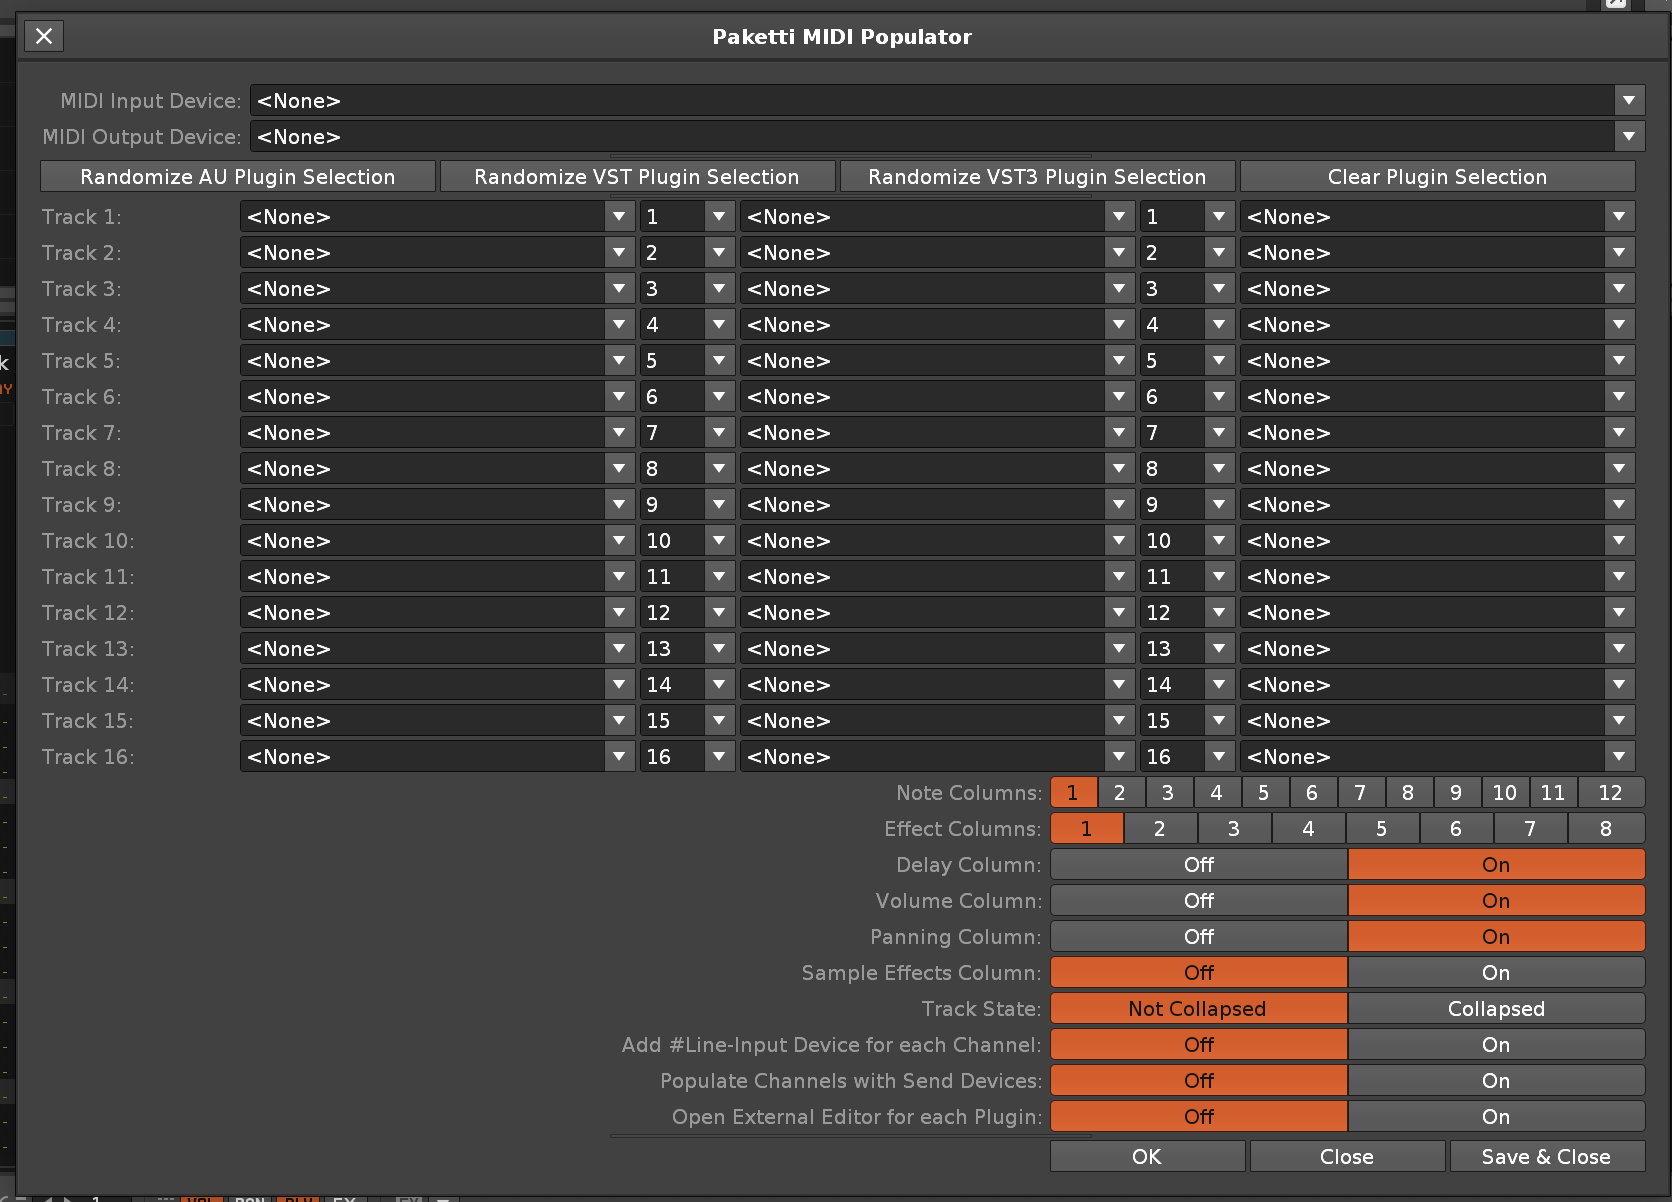 Paketti MIDI Populator
MIDI Input Device: <None>
MIDI Output Device: <None>
Randomize AU Plugin Selection Randomize VST Plugin Selection Randomize VST3 Plugin Selection Clear Plugin Selection
Track 1: <None> 1 <None> 1 <None>
Track 2: <None> 2 <None> 2 <None>
Track 3: <None> 3 <None> 3 <None>
Track 4: <None> 4 <None> 4 <None>
Track 5: <None> 5 <None> 5 <None>
Track 6: <None> 6 <None> 6 <None>
Track 7: <None> 7 <None> 7 <None>
Track 8: <None> 8 <None> 8 <None>
Track 9: <None> 9 <None> 9 <None>
Track 10: <None> 10 <None> 10 <None>
Track 11: <None> 11 <None> 11 <None>
Track 12: <None> 12 <None> 12 <None>
Track 13: <None> 13 <None> 13 <None>
Track 14: <None> 14 <None> 14 <None>
Track 15: <None> 15 <None> 15 <None>
Track 16: <None> 16 <None> 16 <None>
Note Columns: 1 2 3 4 5 6 7 8 9 10 11 12
Effect Columns: 1 2 3 4 5 6 7 8
Delay Column: Off On
Volume Column: Off On
Panning Column: Off On
Sample Effects Column: Off On
Track State: Not Collapsed Collapsed
Add #Line-Input Device for each Channel: Off On
Populate Channels with Send Devices: Off On
Open External Editor for each Plugin: Off On
OK Close Save & Close